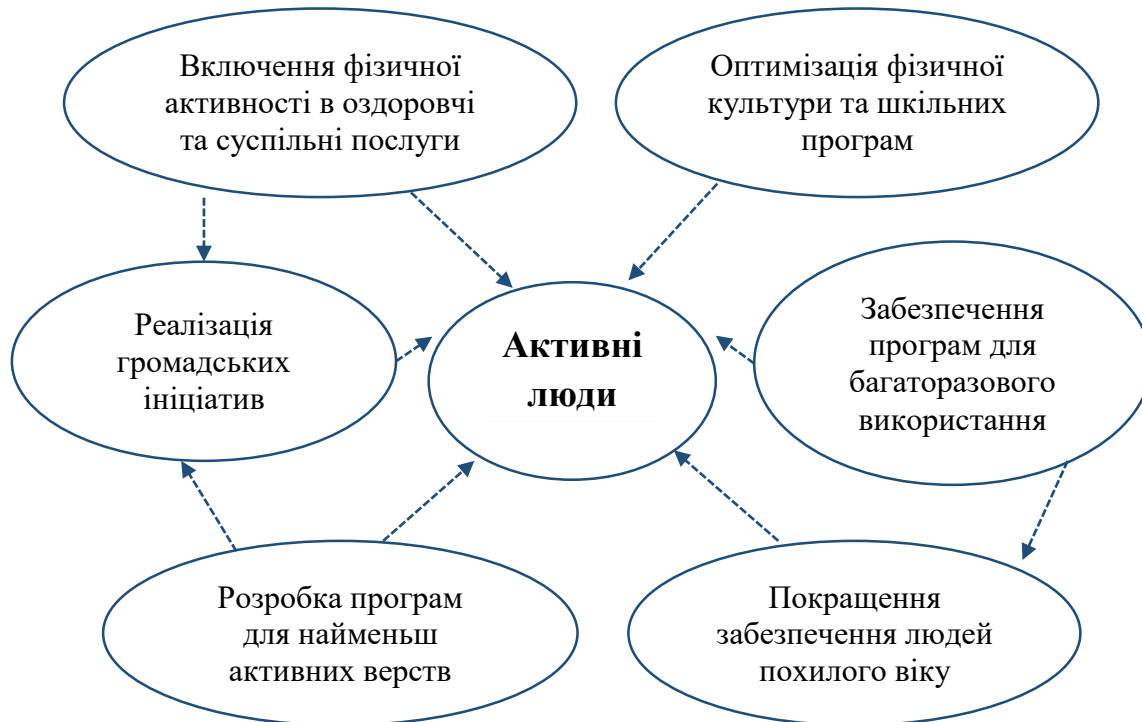 Включення фізичної
активності в оздоровчі
та суспільні послуги
Оптимізація фізичної
культури та шкільних
програм
Реалізація
громадських
ініціатив
Активні
люди
Забезпечення
програм для
багаторазового
використання
Розробка програм
для найменш
активних верств
Покращення
забезпечення людей
похилого віку